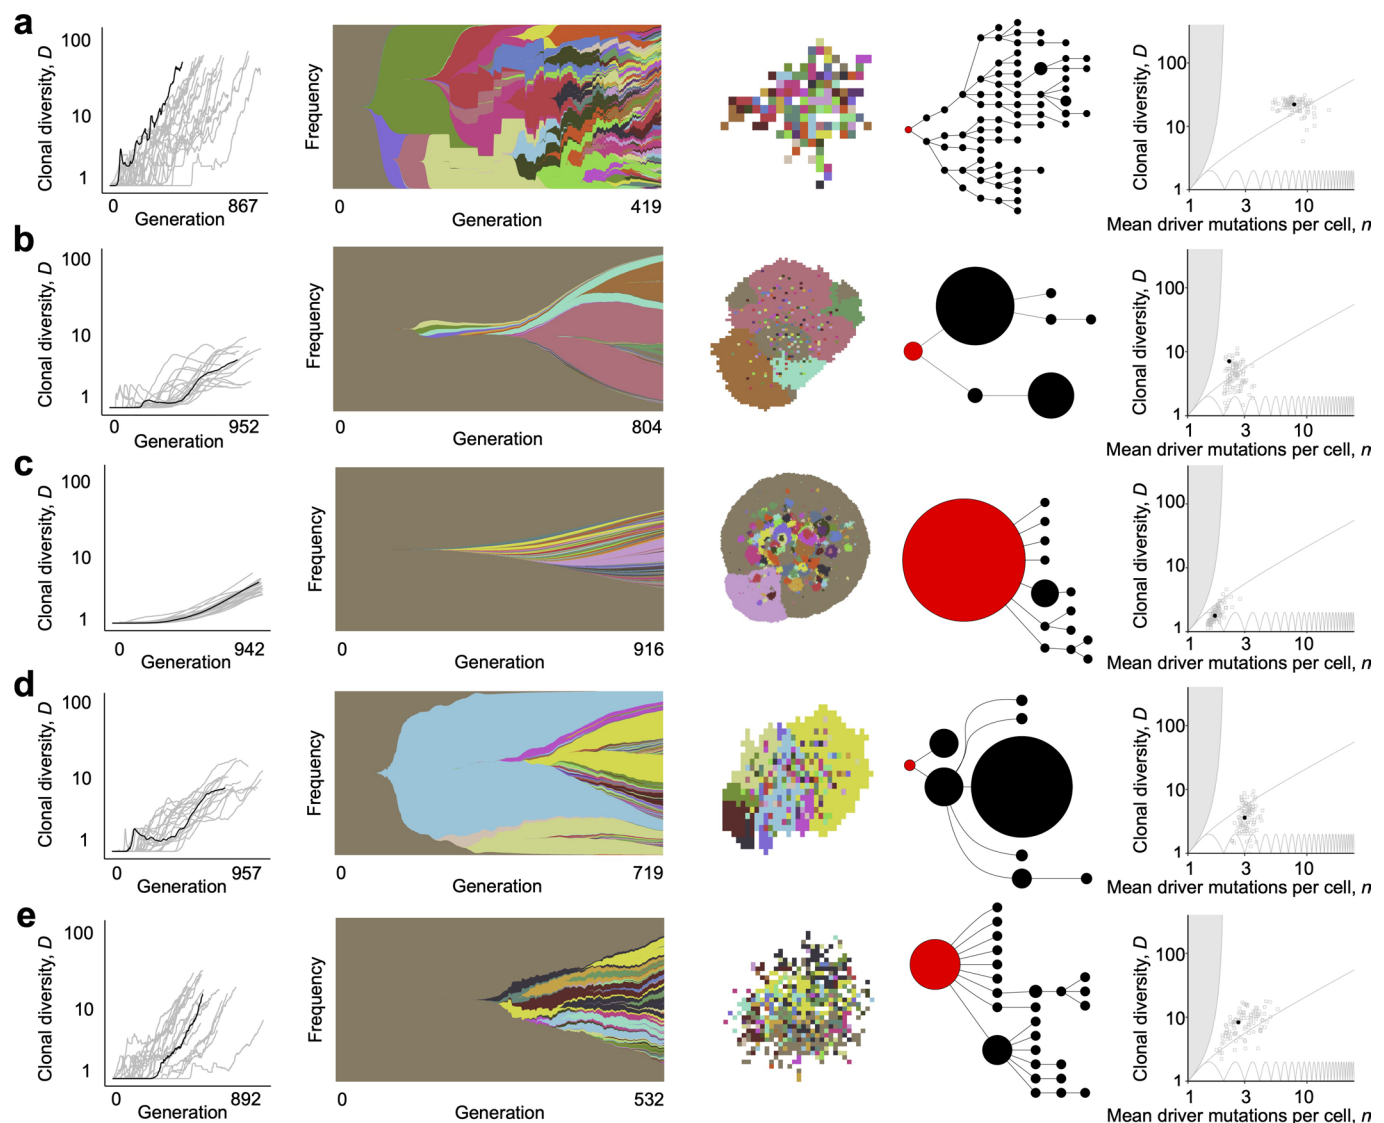 a
Clonal diversity, D
100
10
1
0
867
Generation
Frequency
0
Generation
419
Clonal diversity, D
100
10
1
1
3
10
Mean driver mutations per cell, n
b
Clonal diversity, D
100
10
1
0
952
Generation
Frequency
0
Generation
804
Clonal diversity, D
100
10
1
1
3
10
Mean driver mutations per cell, n
c
Clonal diversity, D
100
10
1
0
942
Generation
Frequency
0
Generation
916
Clonal diversity, D
100
10
1
1
3
10
Mean driver mutations per cell, n
d
Clonal diversity, D
100
10
1
0
957
Generation
Frequency
0
Generation
719
Clonal diversity, D
100
10
1
1
3
10
Mean driver mutations per cell, n
e
Clonal diversity, D
100
10
1
0
892
Generation
Frequency
0
Generation
532
Clonal diversity, D
100
10
1
1
3
10
Mean driver mutations per cell, n